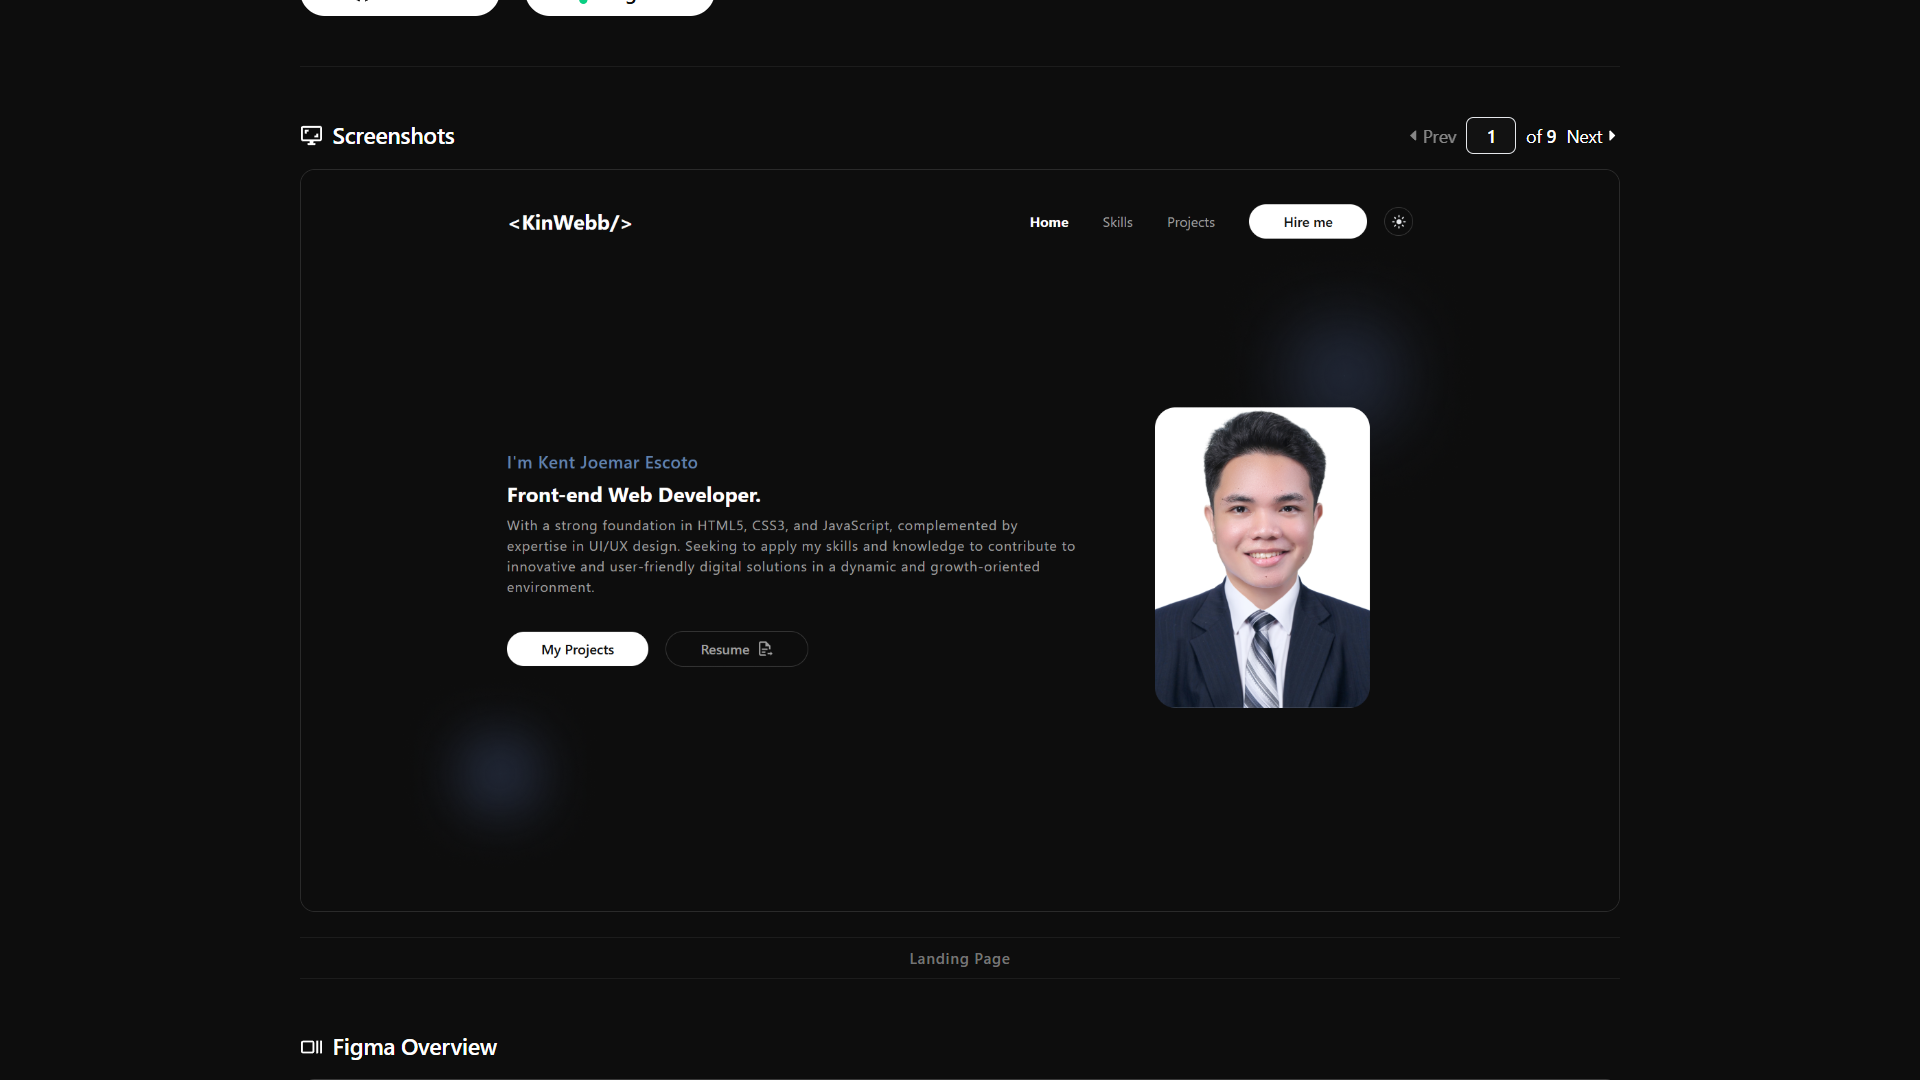 Screenshots
Prev 1 of 9 Next
<KinWebb/>
Home Skills Projects Hire me
I'm Kent Joemar Escoto
Front-end Web Developer.
With a strong foundation in HTML5, CSS3, and JavaScript, complemented by
expertise in UI/UX design. Seeking to apply my skills and knowledge to contribute to
innovative and user-friendly digital solutions in a dynamic and growth-oriented
environment.
My Projects Resume
Landing Page
Figma Overview